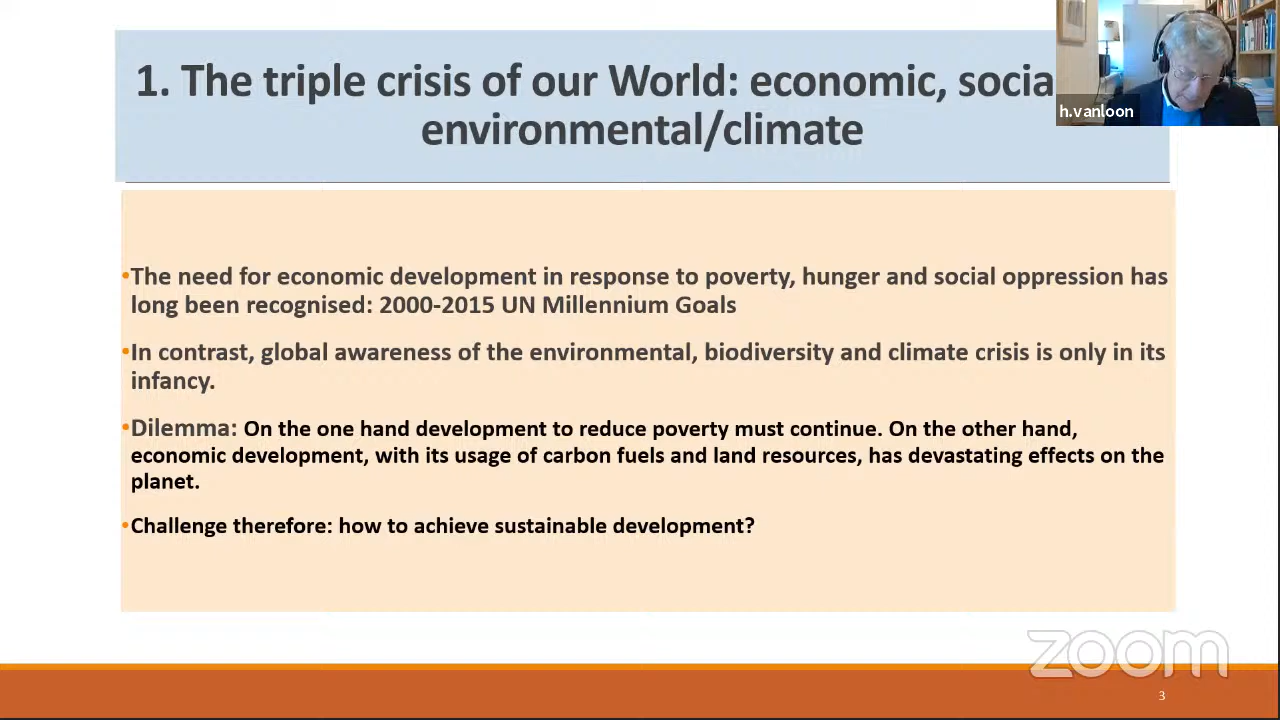 1. The triple crisis of our World: economic, socia
environmental/climate
h.vanloon
•The need for economic development in response to poverty, hunger and social oppression has
long been recognised: 2000-2015 UN Millennium Goals
•In contrast, global awareness of the environmental, biodiversity and climate crisis is only in its
infancy.
•Dilemma: On the one hand development to reduce poverty must continue. On the other hand,
economic development, with its usage of carbon fuels and land resources, has devastating effects on the
planet.
•Challenge therefore: how to achieve sustainable development?
zoom
3